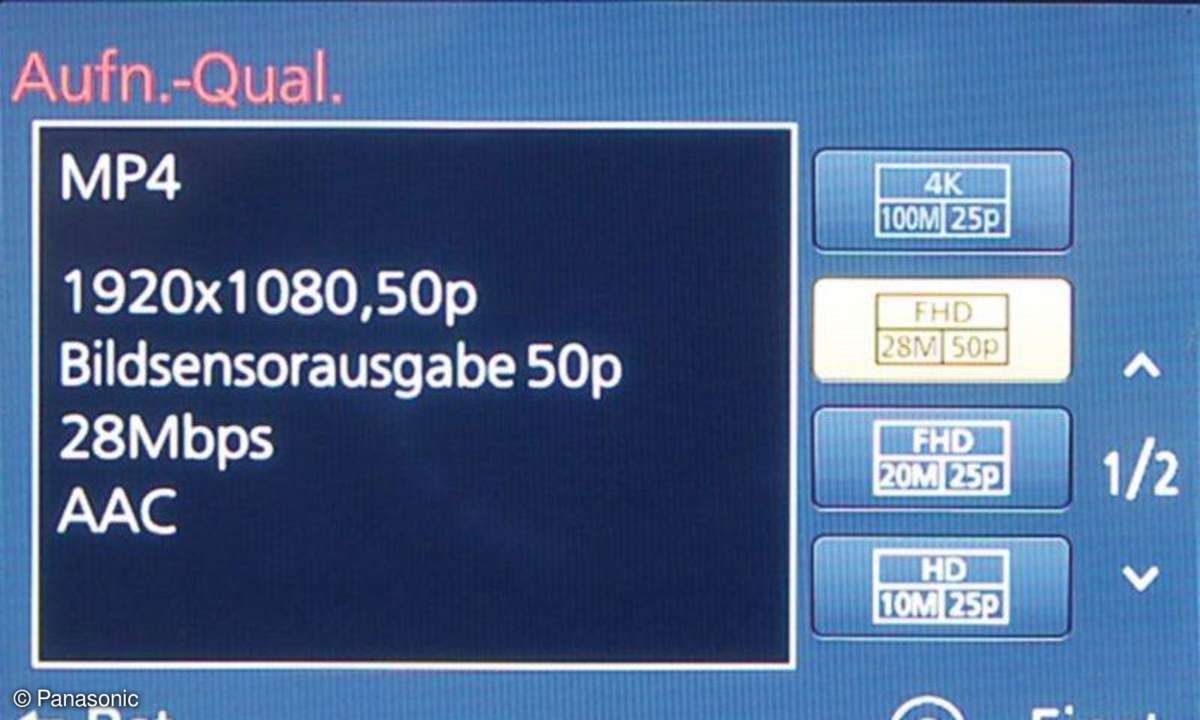 Aufn.-Qual.
MP4
1920x1080,50p
Bildsensorausgabe 50p
28Mbps
AAC
4K
100M 25p
FHD
28M 50p
FHD
20M 25p
HD
10M 25p
1/2
© Panasonic